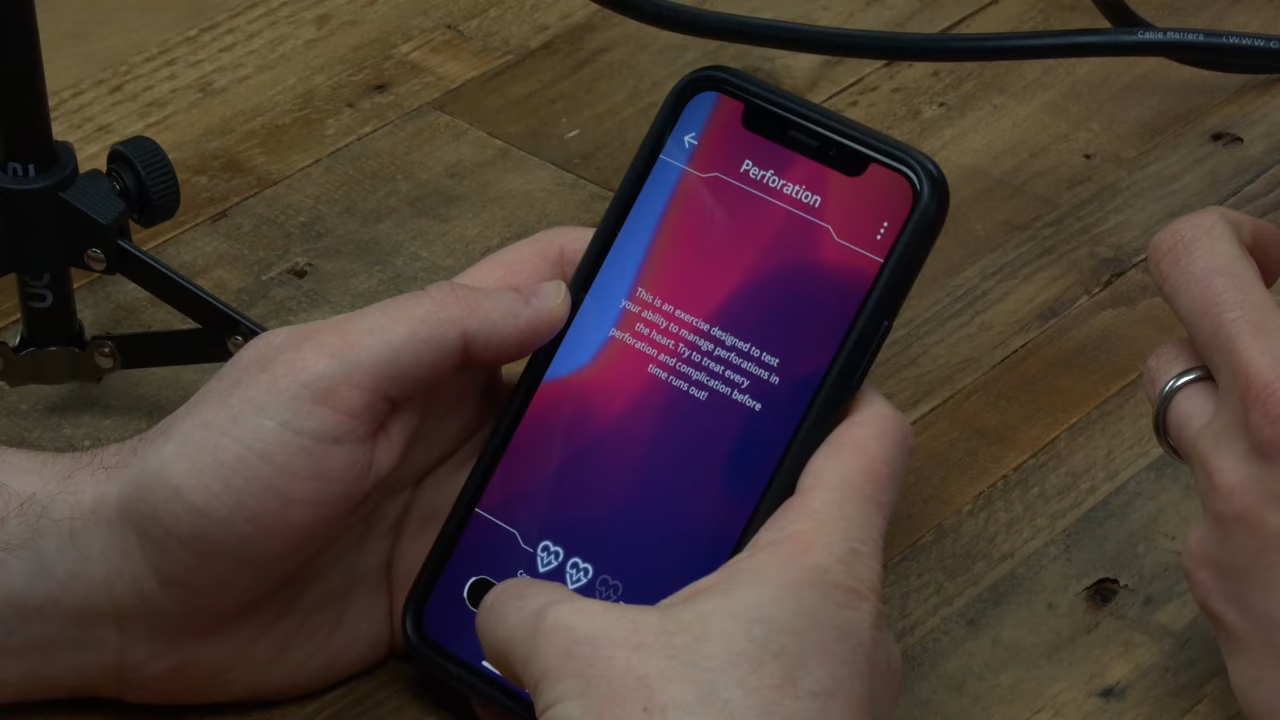 Cable Matters <WWW.C
Perforation
This is an exercise designed to test
your ability to manage perforations in
the heart. Try to treat every
perforation and complication before
time runs out!